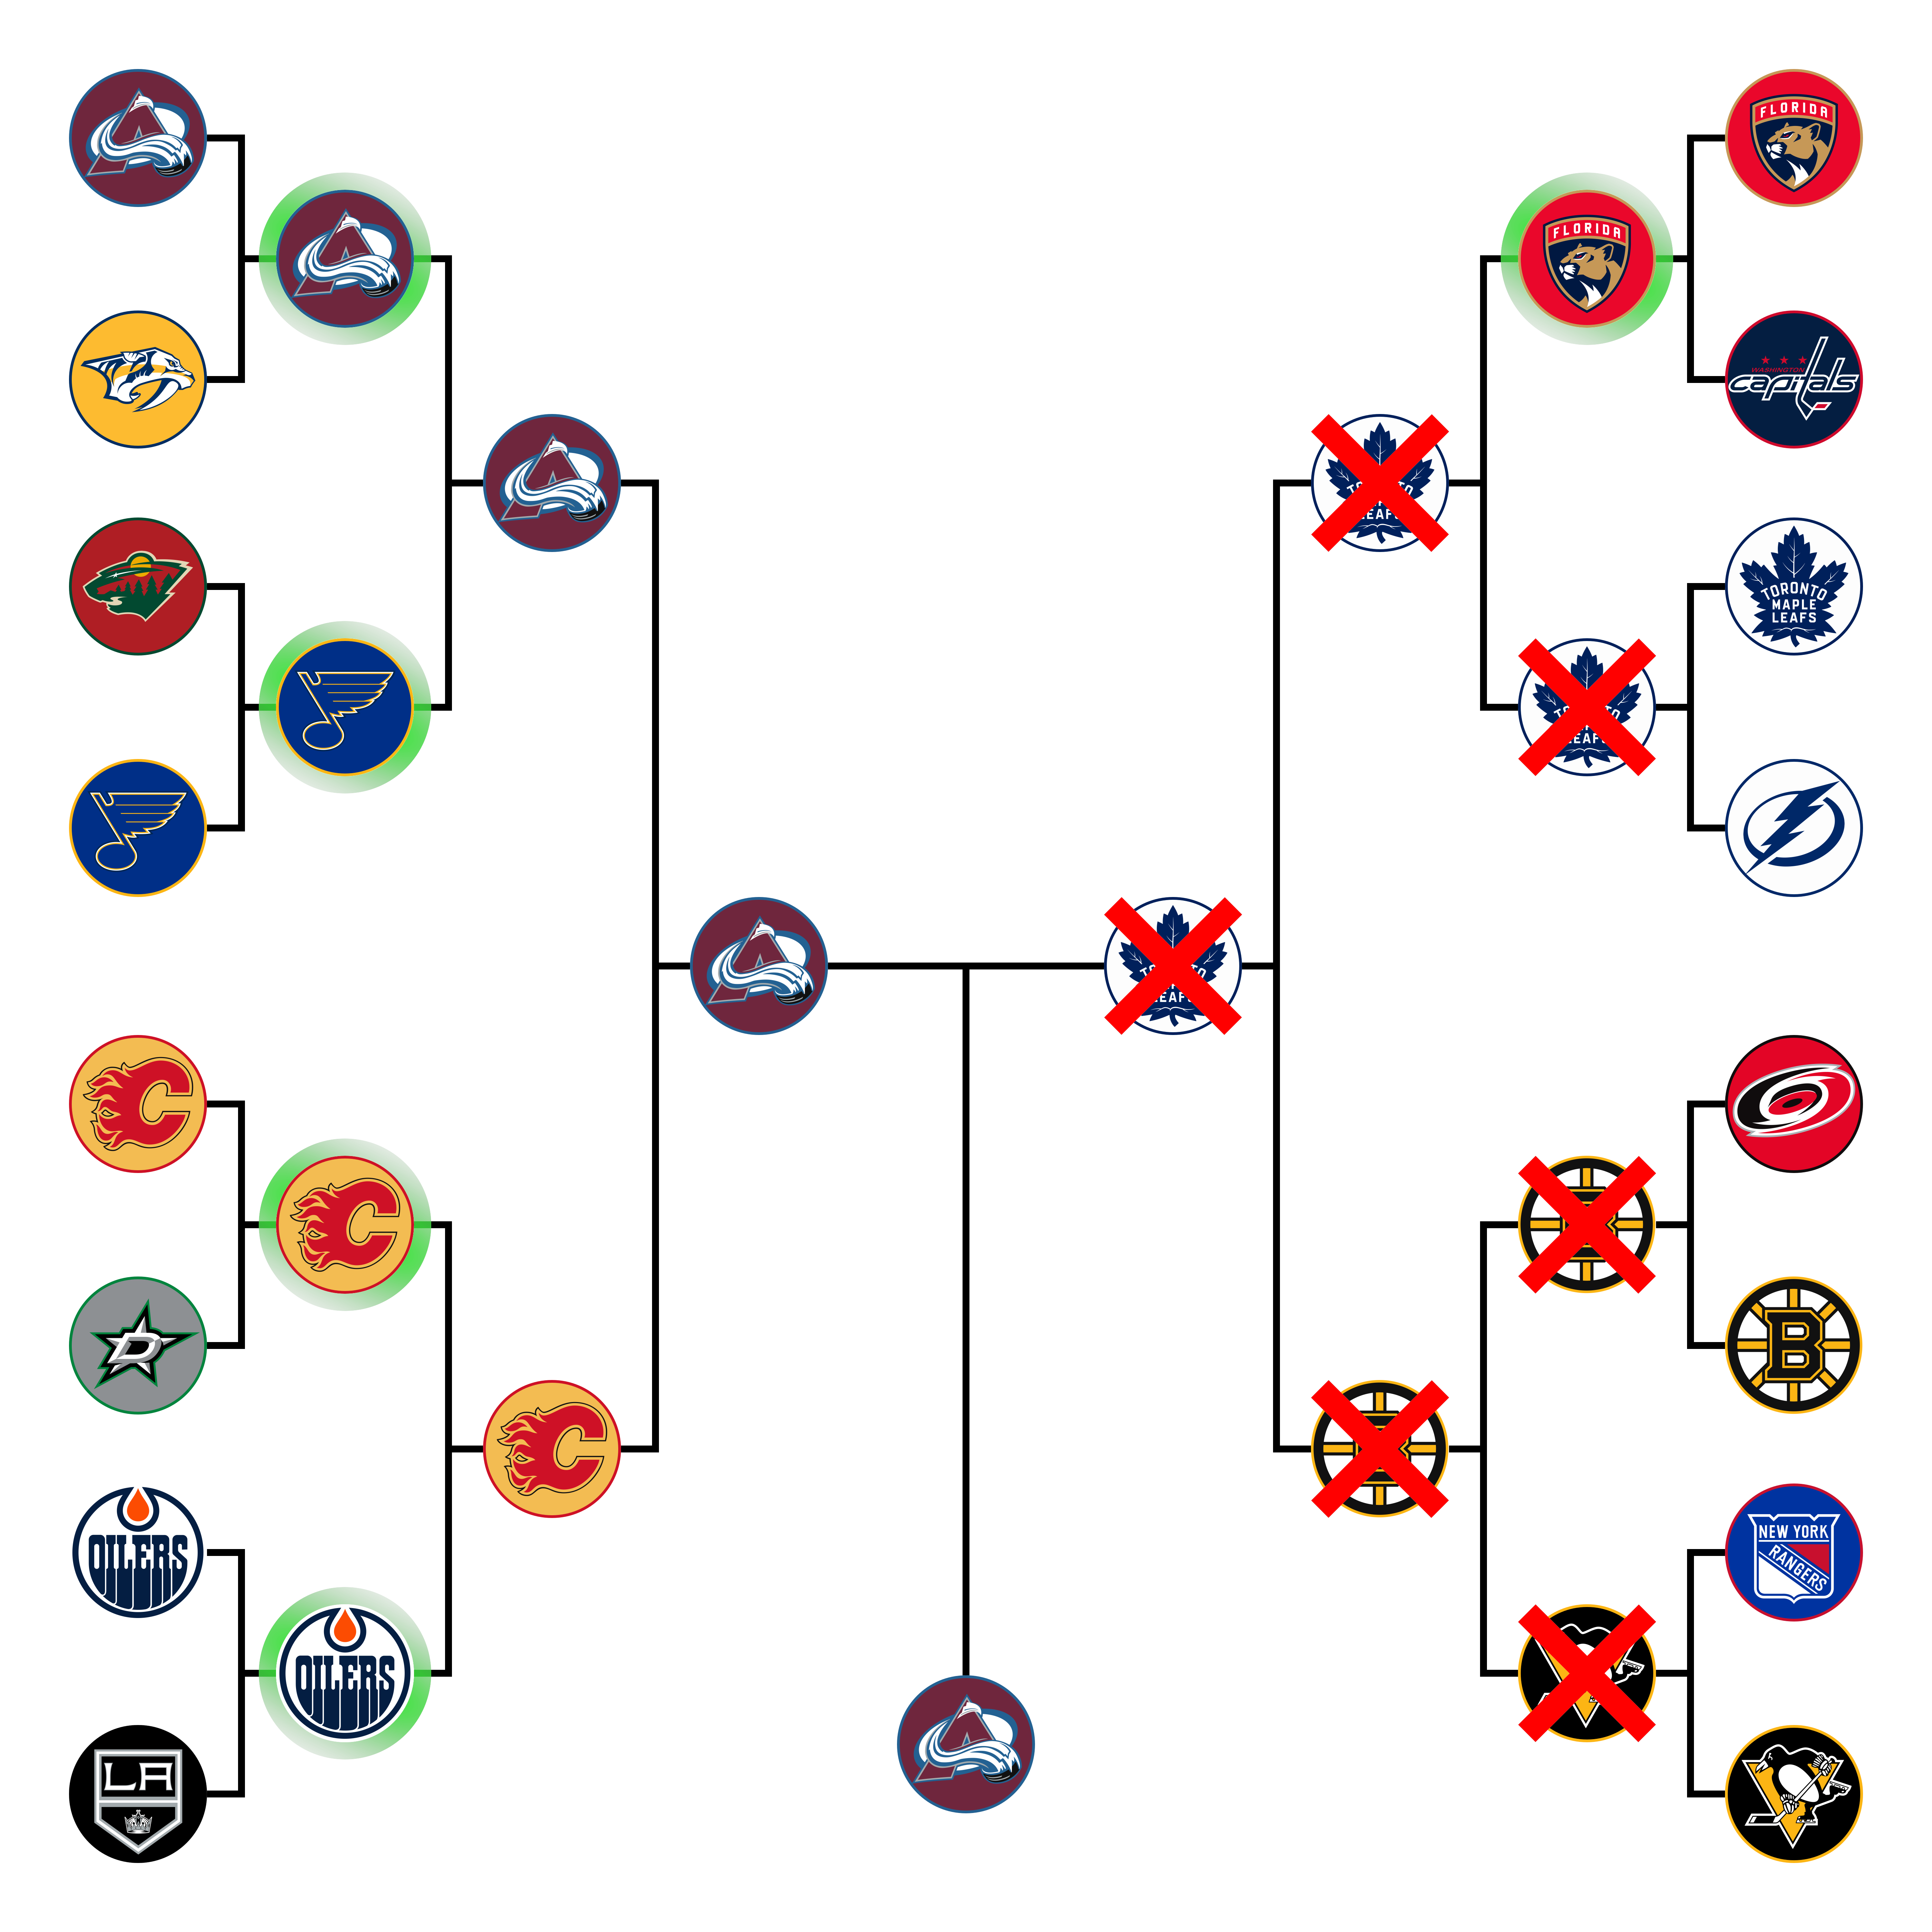 A
FLORIDA
A
FLORIDA
WASHINGTON
capitals
A
TORONTO
MAPLE
LEAFS
A
C
C
D
B
C
OILERS
NEW YORK
RANGERS
OILERS
A
LA